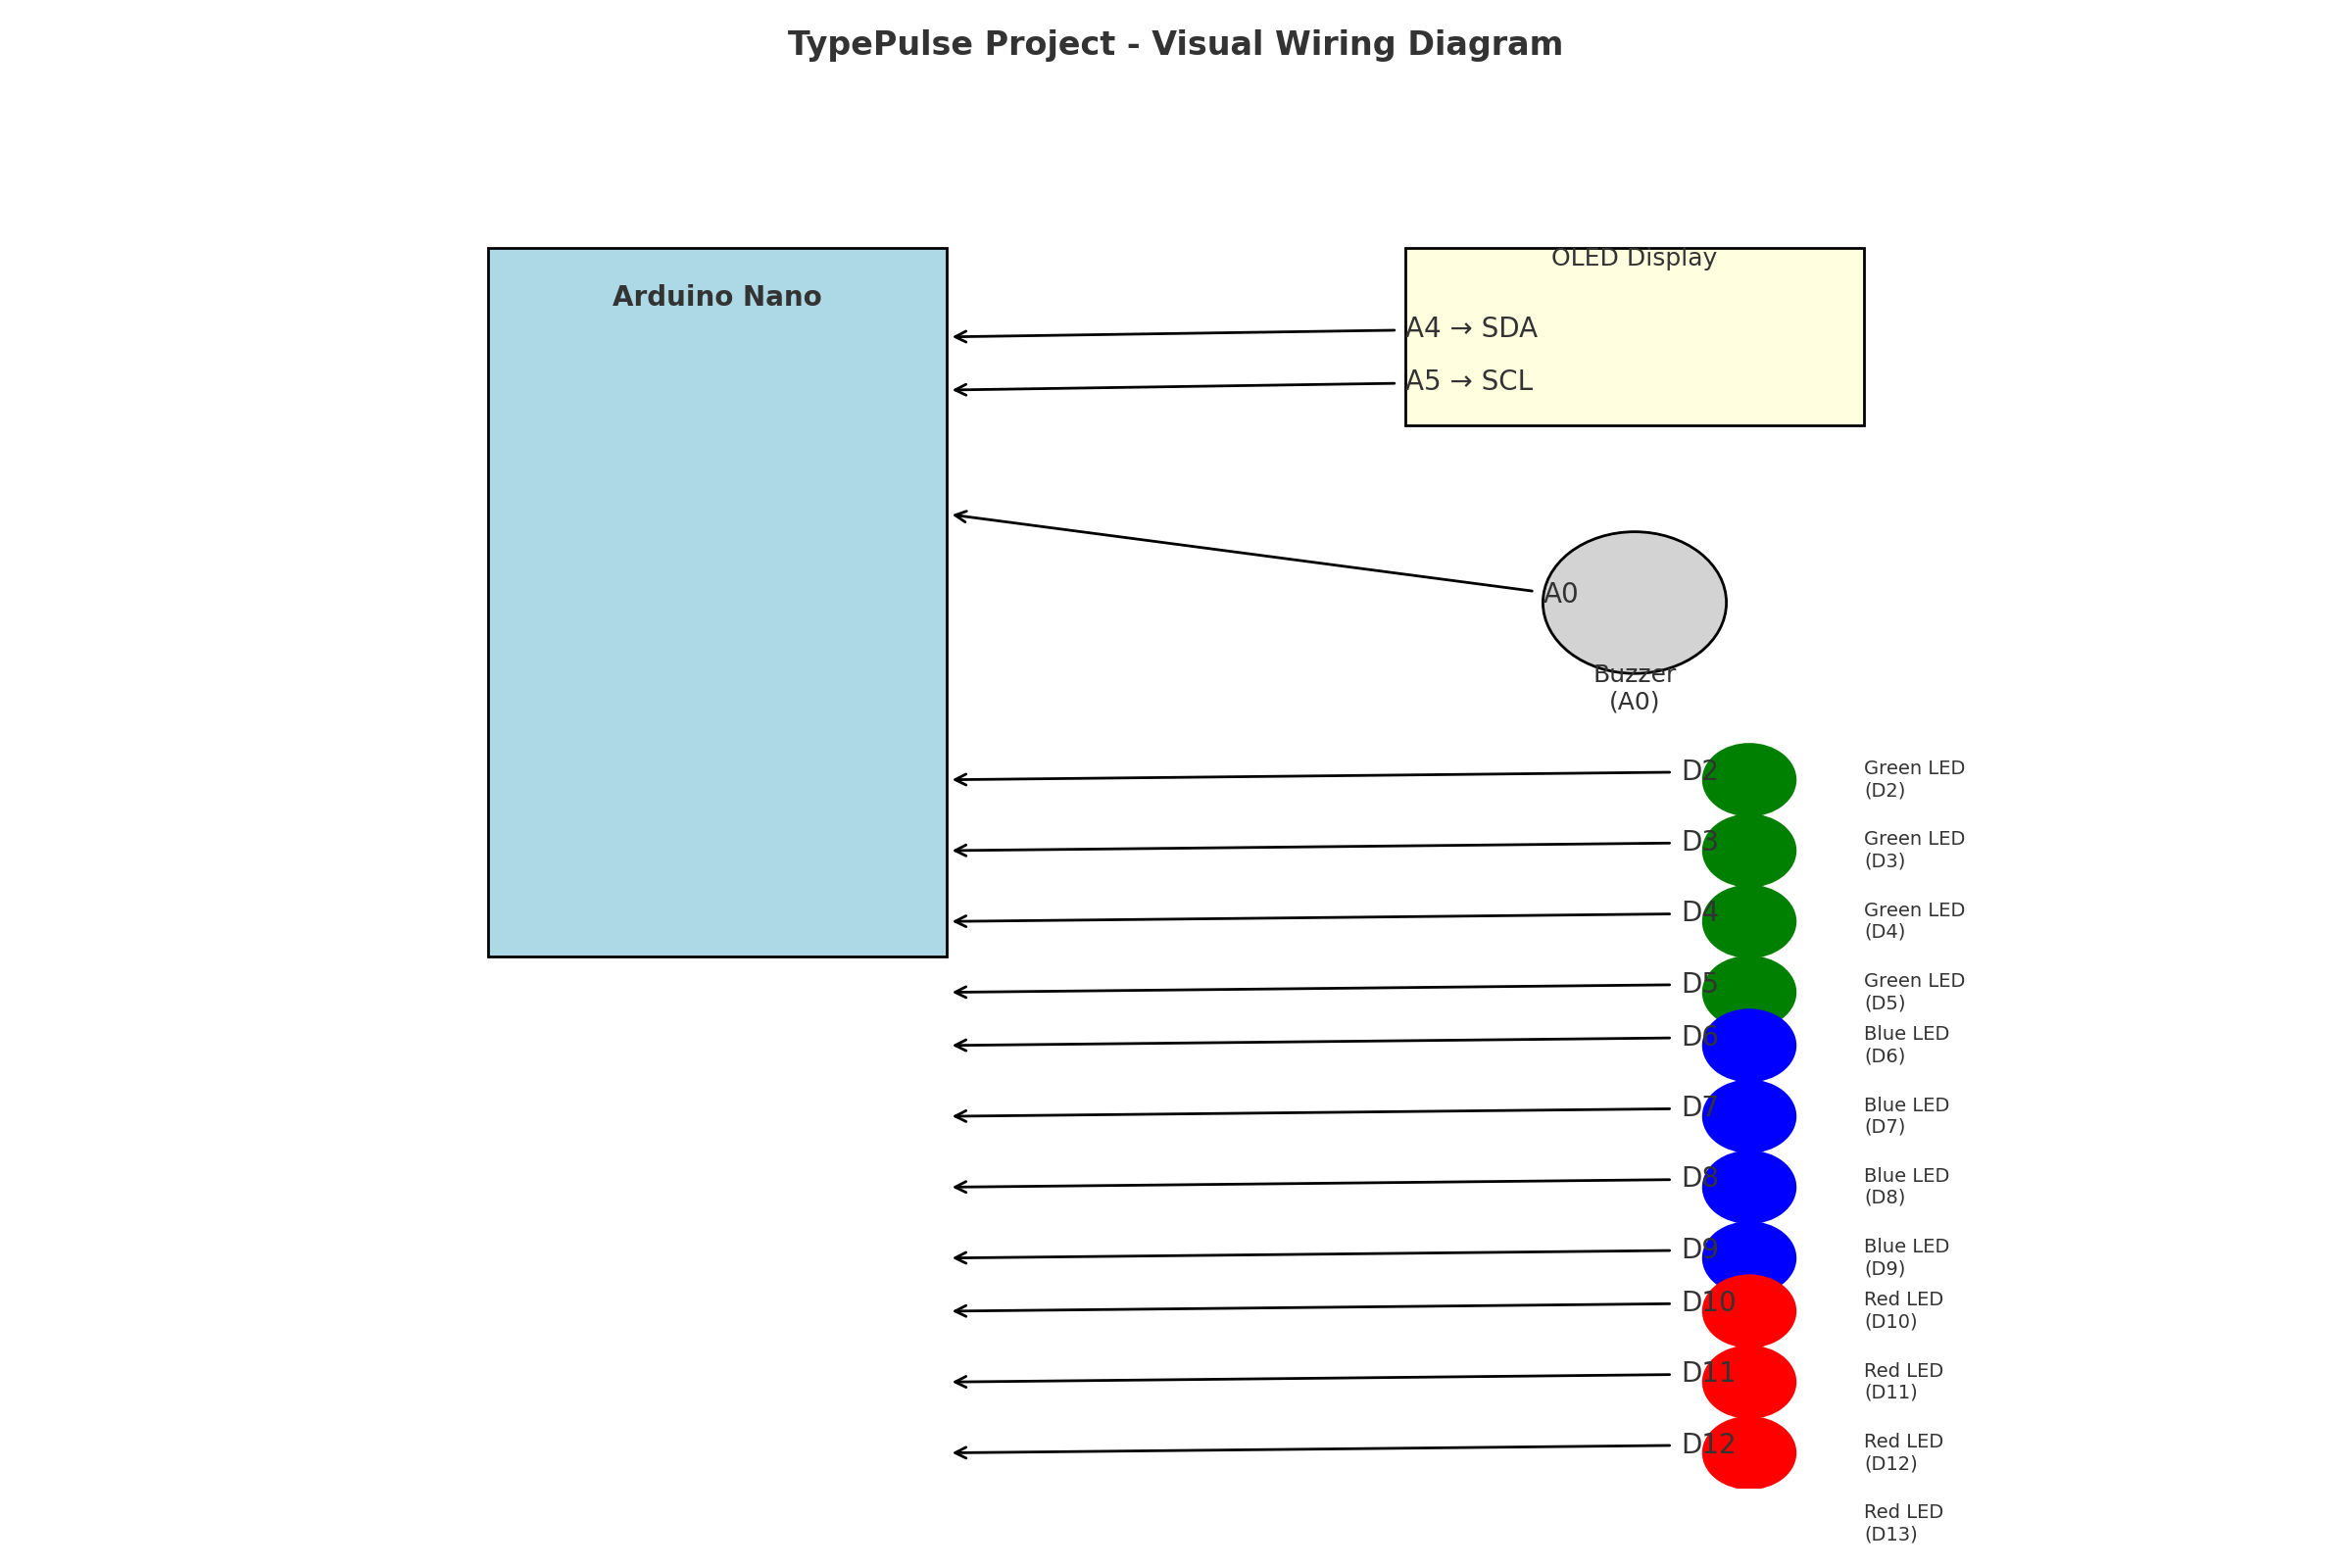 TypePulse Project - Visual Wiring Diagram
OLED Display
Arduino Nano
A4 → SDA
A5 → SCL
A0
Buzzer
(A0)
D2
Green LED
(D2)
D3
Green LED
(D3)
D4
Green LED
(D4)
D5
Green LED
(D5)
D6
Blue LED
(D6)
D7
Blue LED
(D7)
D8
Blue LED
(D8)
D9
Blue LED
(D9)
D10
Red LED
(D10)
D11
Red LED
(D11)
D12
Red LED
(D12)
Red LED
(D13)